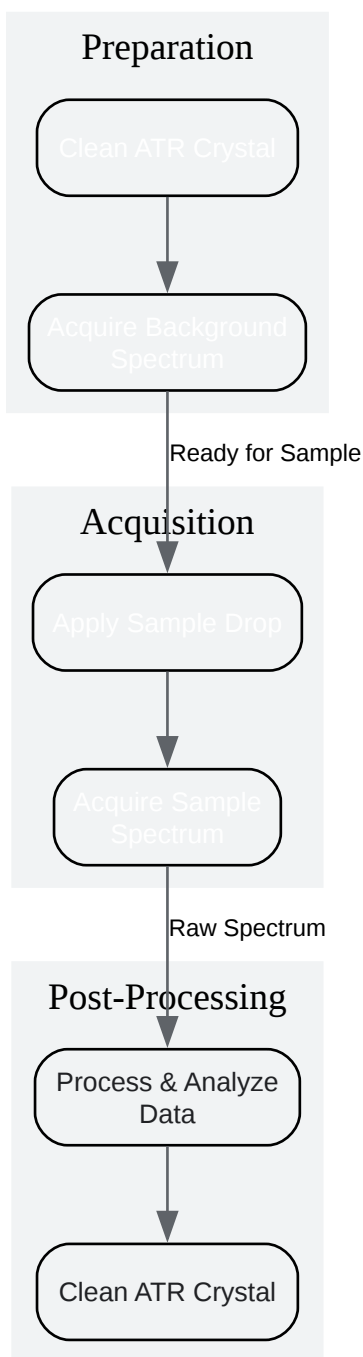 Preparation
Clean ATR Crystal
Acquire Background
Spectrum
Ready for Sample
Acquisition
Apply Sample Drop
Acquire Sample
Spectrum
Raw Spectrum
Post-Processing
Process & Analyze
Data
Clean ATR Crystal